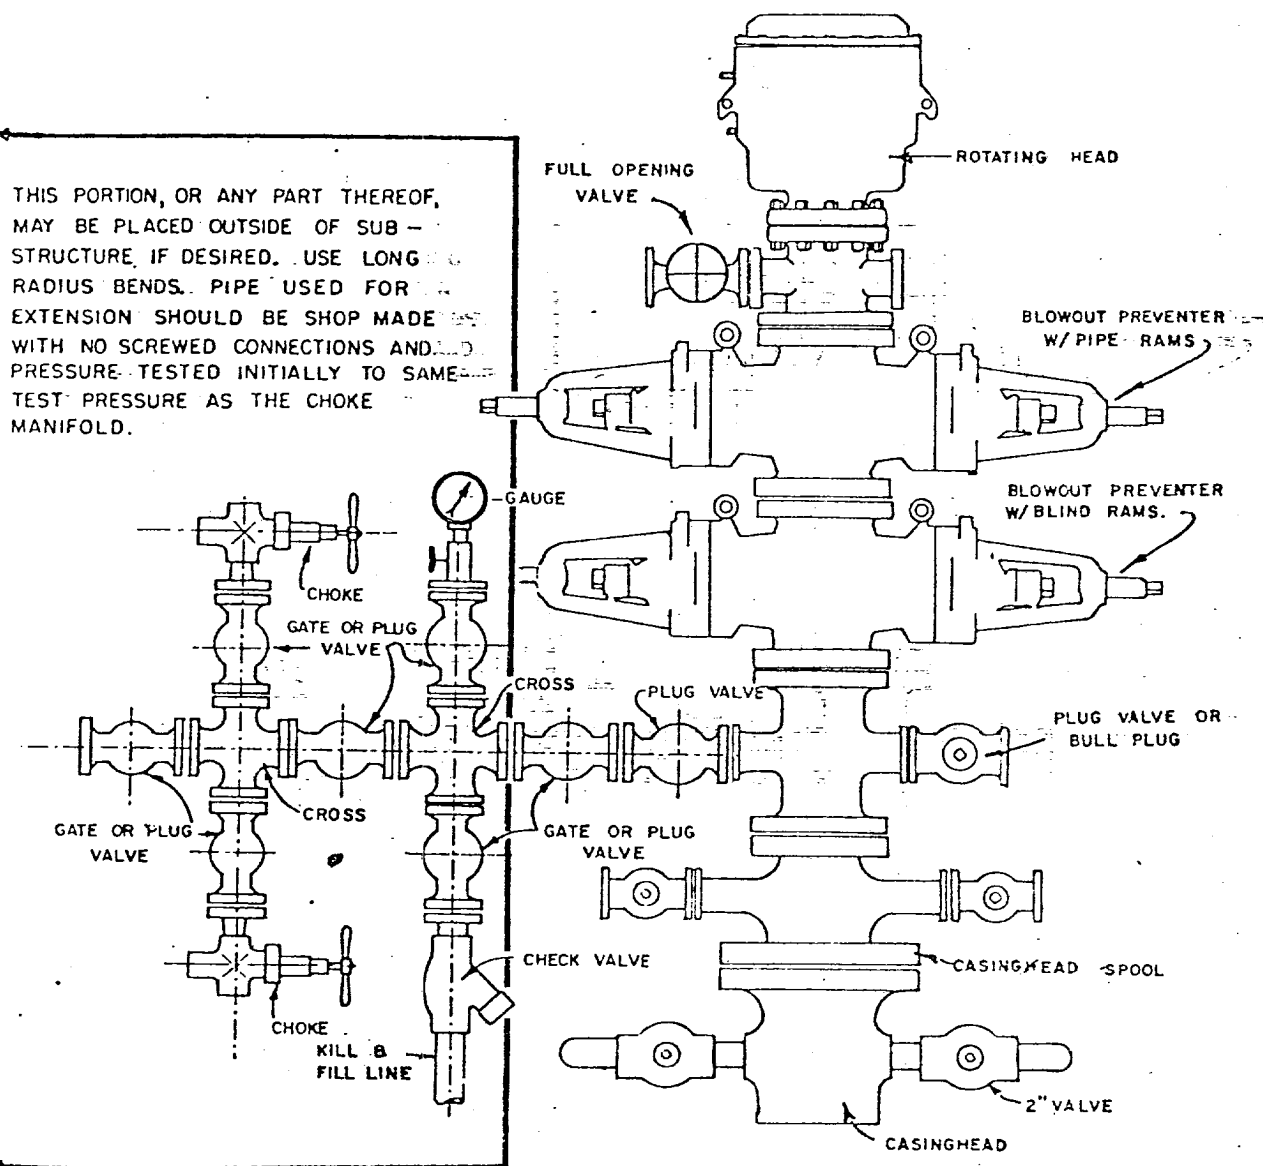 THIS PORTION, OR ANY PART THEREOF,
MAY BE PLACED OUTSIDE OF SUB-
STRUCTURE IF DESIRED. USE LONG
RADIUS BENDS. PIPE USED FOR
EXTENSION SHOULD BE SHOP MADE
WITH NO SCREWED CONNECTIONS AND
PRESSURE TESTED INITIALLY TO SAME
TEST PRESSURE AS THE CHOKE
MANIFOLD.
ROTATING HEAD
FULL OPENING
VALVE
BLOWOUT PREVENTER
W/ PIPE RAMS
BLOWOUT PREVENTER
W/ BLIND RAMS.
GAUGE
CHOKE
GATE OR PLUG
VALVE
CROSS
PLUG VALVE
PLUG VALVE OR
BULL PLUG
CROSS
GATE OR PLUG
VALVE
GATE OR PLUG
VALVE
CHECK VALVE
CASINGHEAD SPOOL
CHOKE
KILL &
FILL LINE
2" VALVE
CASINGHEAD